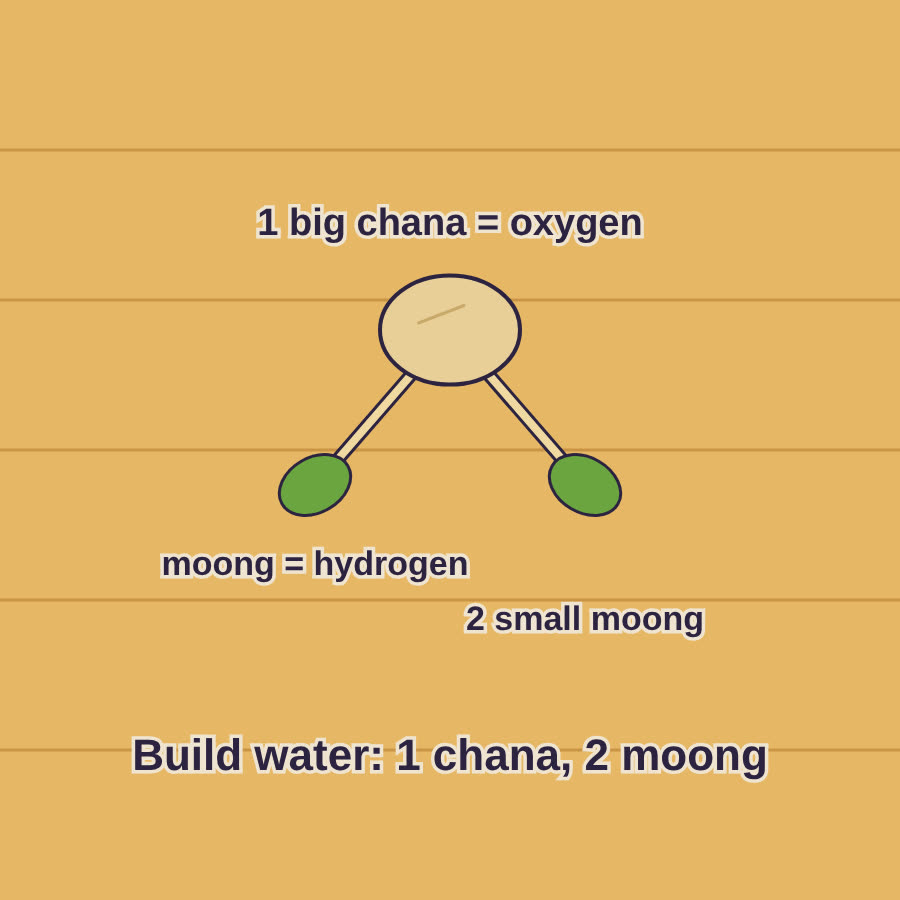 1 big chana = oxygen
moong = hydrogen
2 small moong
Build water: 1 chana, 2 moong